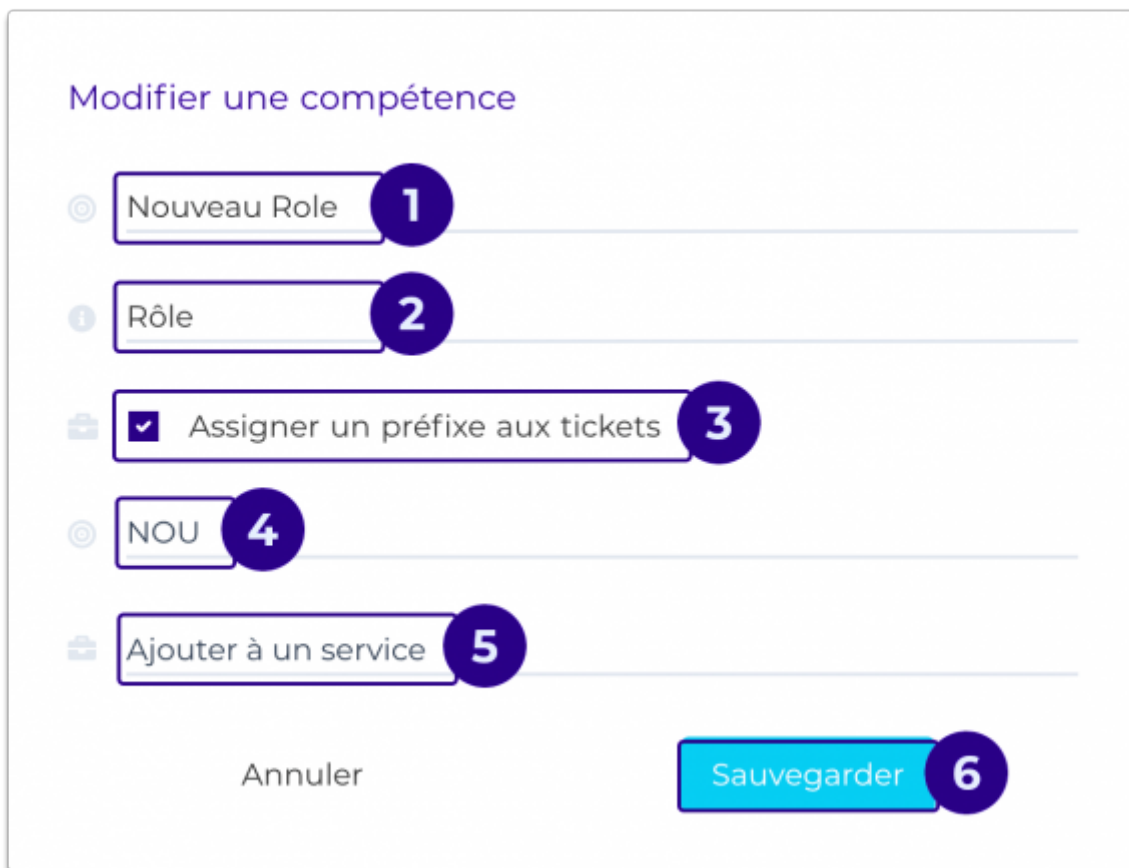 Modifier une compétence
Nouveau Role 1
Rôle 2
Assigner un préfixe aux tickets 3
NOU 4
Ajouter à un service 5
Annuler Sauvegarder 6